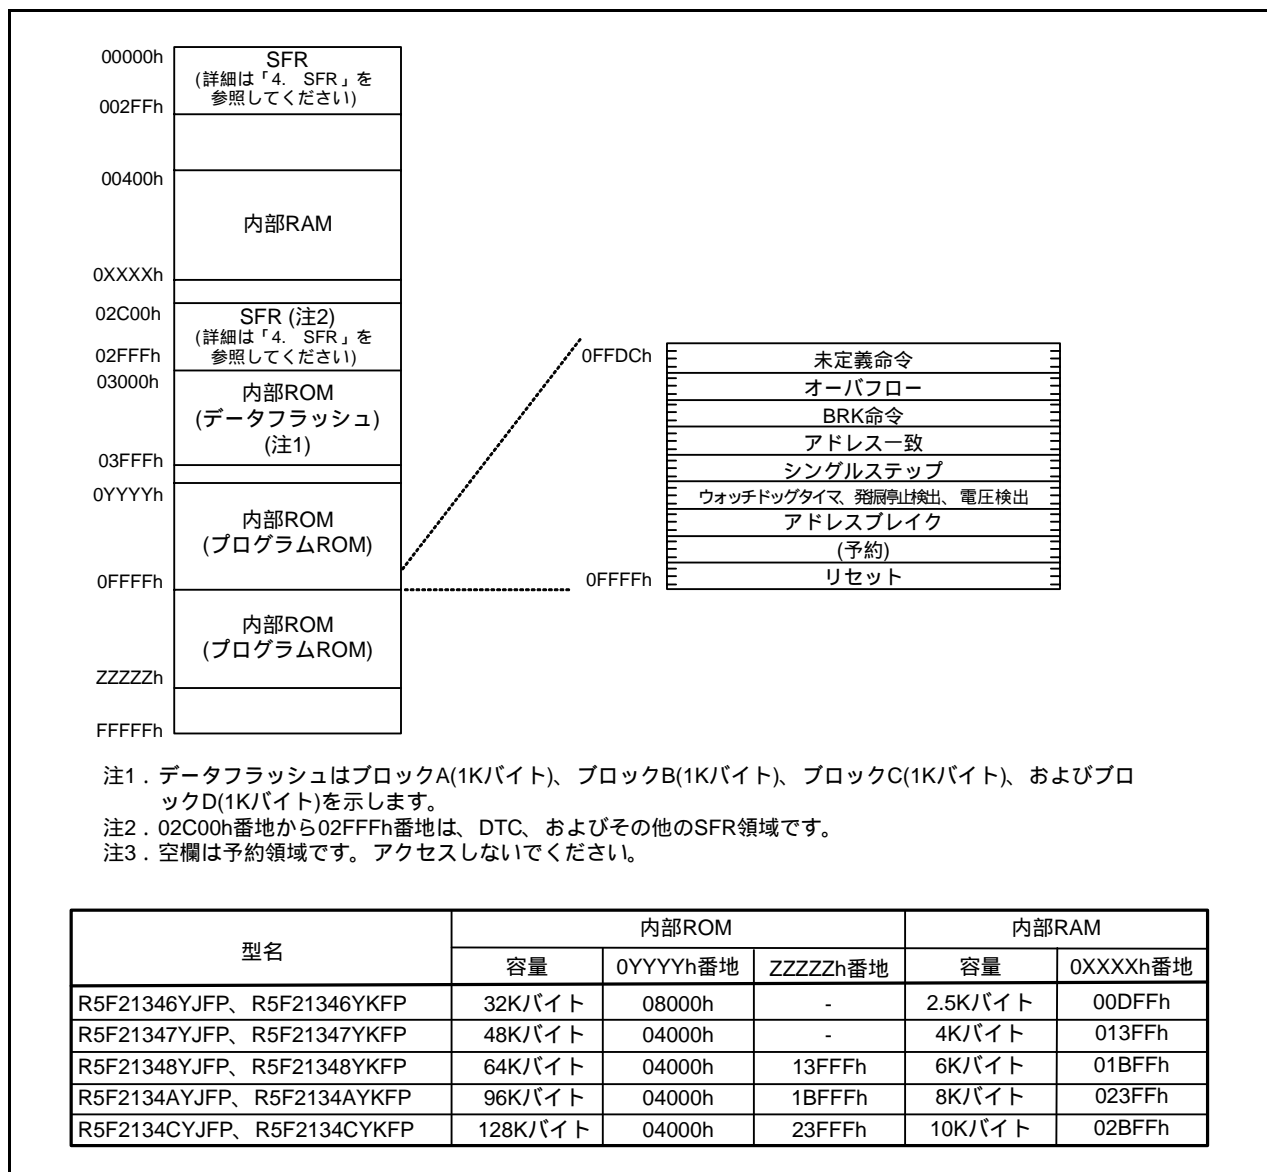 00000h
SFR
(詳細は「4. SFR」を
参照してください)
002FFh
00400h
内部RAM
0XXXXh
02C00h
SFR (注2)
(詳細は「4. SFR」を
参照してください)
02FFFh
03000h
内部ROM
(データフラッシュ)
(注1)
03FFFh
0YYYYh
内部ROM
(プログラムROM)
0FFFFh
内部ROM
(プログラムROM)
ZZZZZh
FFFFFh
0FFDCh
未定義命令
オーバフロー
BRK命令
アドレス一致
シングルステップ
ウォッチドッグタイマ、発振停止検出、電圧検出
アドレスブレイク
(予約)
0FFFFh
リセット
注1．データフラッシュはブロックA(1Kバイト)、ブロックB(1Kバイト)、ブロックC(1Kバイト)、およびブロ
ックD(1Kバイト)を示します。
注2．02C00h番地から02FFFh番地は、DTC、およびその他のSFR領域です。
注3．空欄は予約領域です。アクセスしないでください。
型名 内部ROM 内部RAM
容量 0YYYYh番地 ZZZZZh番地 容量 0XXXXh番地
R5F21346YJFP、R5F21346YKFP 32Kバイト 08000h - 2.5Kバイト 00DFFh
R5F21347YJFP、R5F21347YKFP 48Kバイト 04000h - 4Kバイト 013FFh
R5F21348YJFP、R5F21348YKFP 64Kバイト 04000h 13FFFh 6Kバイト 01BFFh
R5F2134AYJFP、R5F2134AYKFP 96Kバイト 04000h 1BFFFh 8Kバイト 023FFh
R5F2134CYJFP、R5F2134CYKFP 128Kバイト 04000h 23FFFh 10Kバイト 02BFFh